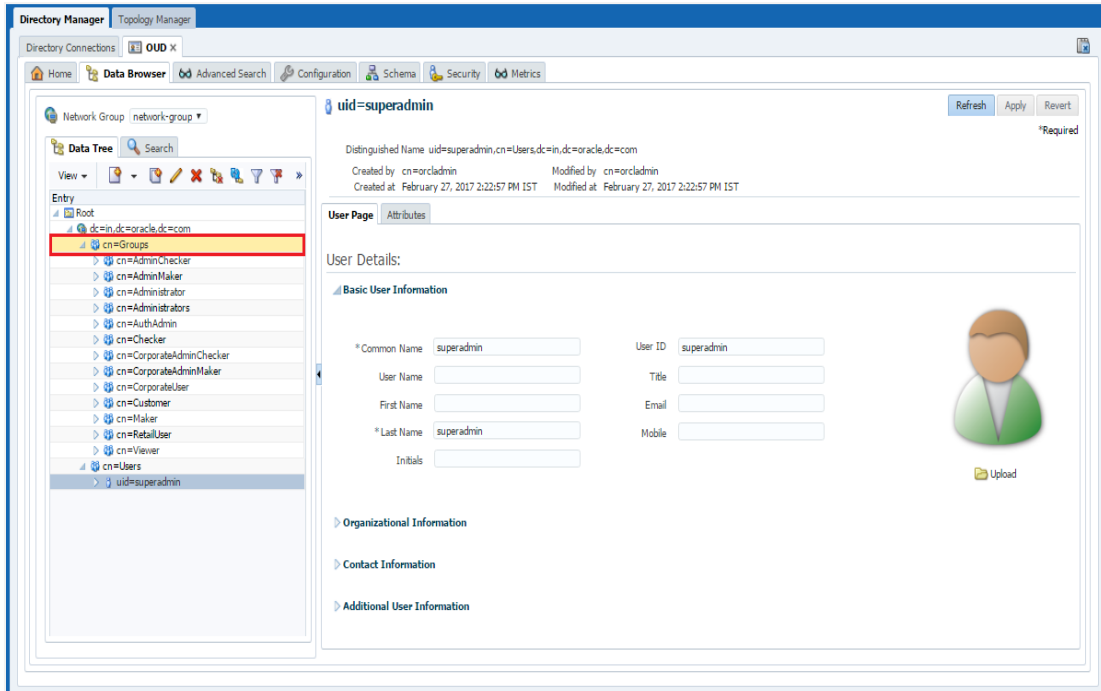 Directory Manager Topology Manager
Directory Connections OUD ×
Home Data Browser Advanced Search Configuration Schema Security Metrics
Network Group network-group
Data Tree Search
View »
Entry
Root
dc=in,dc=oracle,dc=com
cn=Groups
cn=AdminChecker
cn=AdminMaker
cn=Administrator
cn=Administrators
cn=AuthAdmin
cn=Checker
cn=CorporateAdminChecker
cn=CorporateAdminMaker
cn=CorporateUser
cn=Customer
cn=Maker
cn=RetailUser
cn=Viewer
cn=Users
uid=superadmin
uid=superadmin
Refresh Apply Revert
*Required
Distinguished Name uid=superadmin,cn=Users,dc=in,dc=oracle,dc=com
Created by cn=orcladmin Modified by cn=orcladmin
Created at February 27, 2017 2:22:57 PM IST Modified at February 27, 2017 2:22:57 PM IST
User Page Attributes
User Details:
Basic User Information
*Common Name superadmin User ID superadmin
User Name Title
First Name Email
*Last Name superadmin Mobile
Initials
Upload
Organizational Information
Contact Information
Additional User Information